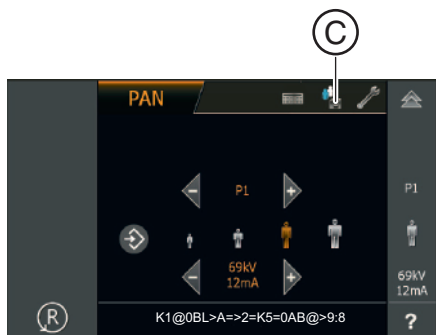 C
PAN
P1
P1
69kV
12mA
69kV
12mA
R
K1@0BL>A=>2=K5=0AB@>9:8
?